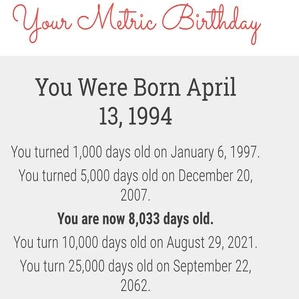 Your Metric Birthday
You Were Born April
13, 1994
You turned 1,000 days old on January 6, 1997.
You turned 5,000 days old on December 20,
2007.
You are now 8,033 days old.
You turn 10,000 days old on August 29, 2021.
You turn 25,000 days old on September 22,
2062.